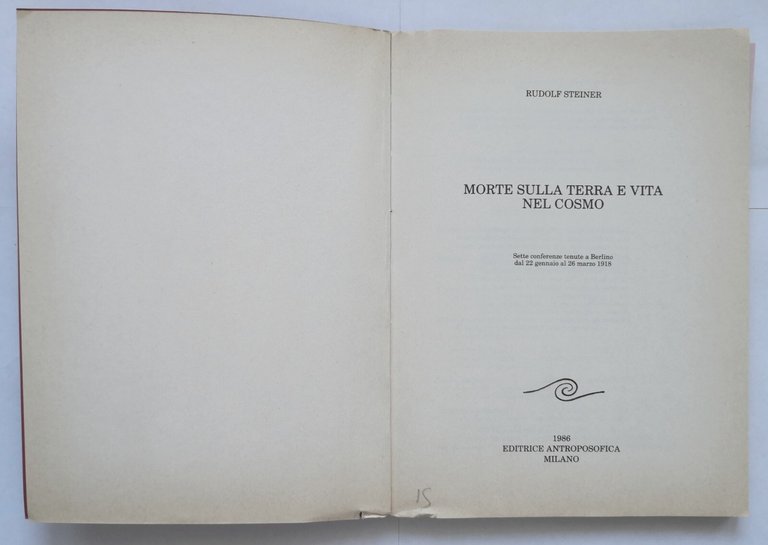 RUDOLF STEINER
MORTE SULLA TERRA E VITA
NEL COSMO
Sette conferenze tenute a Berlino
dal 22 gennaio al 26 marzo 1918
1986
EDITRICE ANTROPOSOFICA
MILANO
15